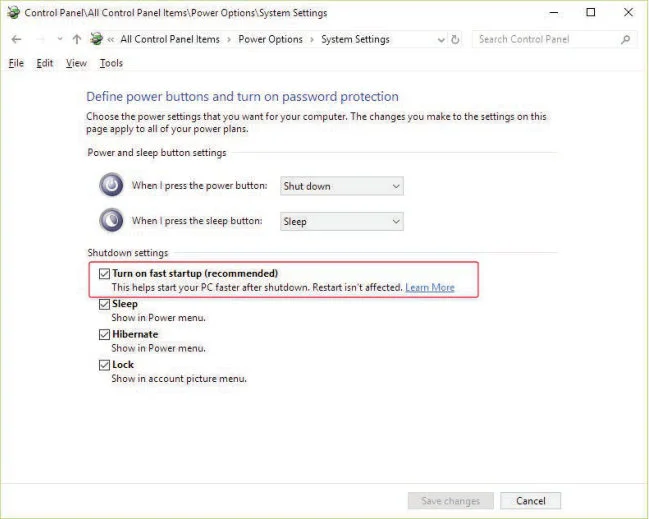 Control Panel\All Control Panel Items\Power Options\System Settings
« All Control Panel Items > Power Options > System Settings
Search Control Panel
File Edit View Tools
Define power buttons and turn on password protection
Choose the power settings that you want for your computer. The changes you make to the settings on this
page apply to all of your power plans.
Power and sleep button settings
When I press the power button: Shut down
When I press the sleep button: Sleep
Shutdown settings
Turn on fast startup (recommended)
This helps start your PC faster after shutdown. Restart isn't affected. Learn More
Sleep
Show in Power menu.
Hibernate
Show in Power menu.
Lock
Show in account picture menu.
Save changes Cancel